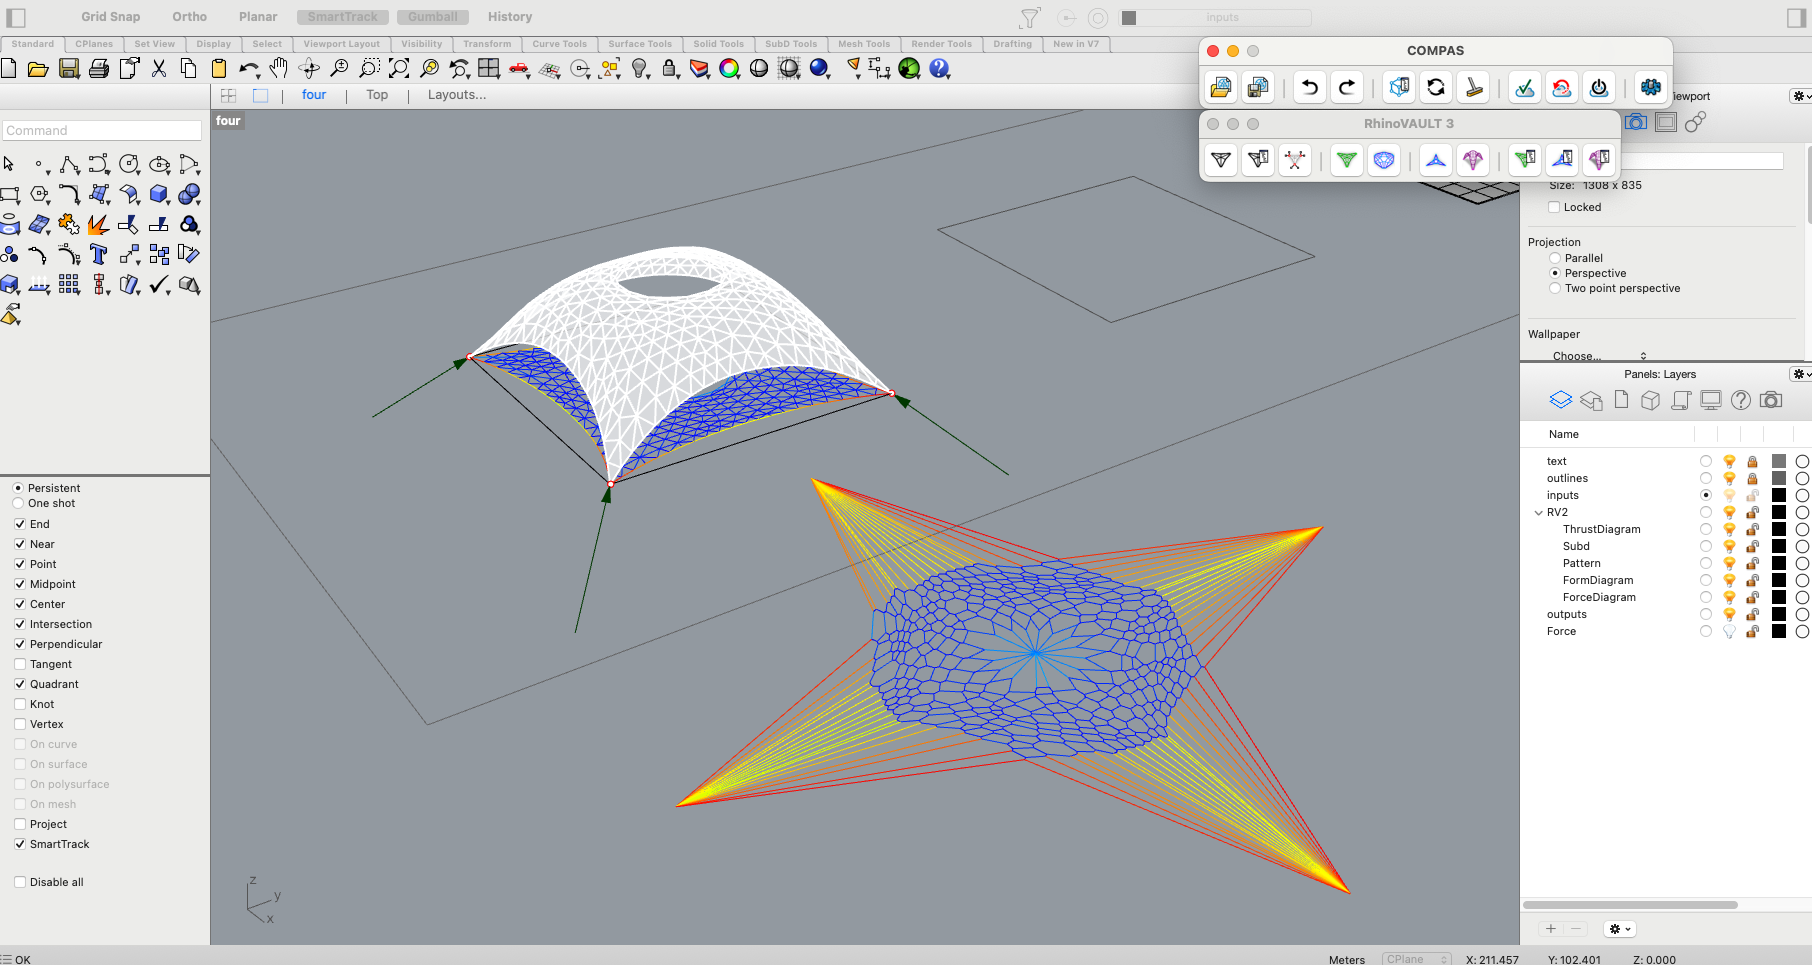 Grid Snap Ortho Planar SmartTrack Gumball History inputs
Standard CPlanes Set View Display Select Viewport Layout Visibility Transform Curve Tools Surface Tools Solid Tools SubD Tools Mesh Tools Render Tools Drafting New in V7
COMPAS
four Top Layouts...
RhinoVAULT 3
Command
four
Size: 1308 x 835
Locked
Projection
Parallel
Perspective
Two point perspective
Wallpaper
Choose...
Panels: Layers
Name
text
outlines
inputs
RV2
ThrustDiagram
Subd
Pattern
FormDiagram
ForceDiagram
outputs
Force
Persistent
One shot
End
Near
Point
Midpoint
Center
Intersection
Perpendicular
Tangent
Quadrant
Knot
Vertex
On curve
On surface
On polysurface
On mesh
Project
SmartTrack
Disable all
z
y
x
OK
Meters CPlane X: 211.457 Y: 102.401 Z: 0.000